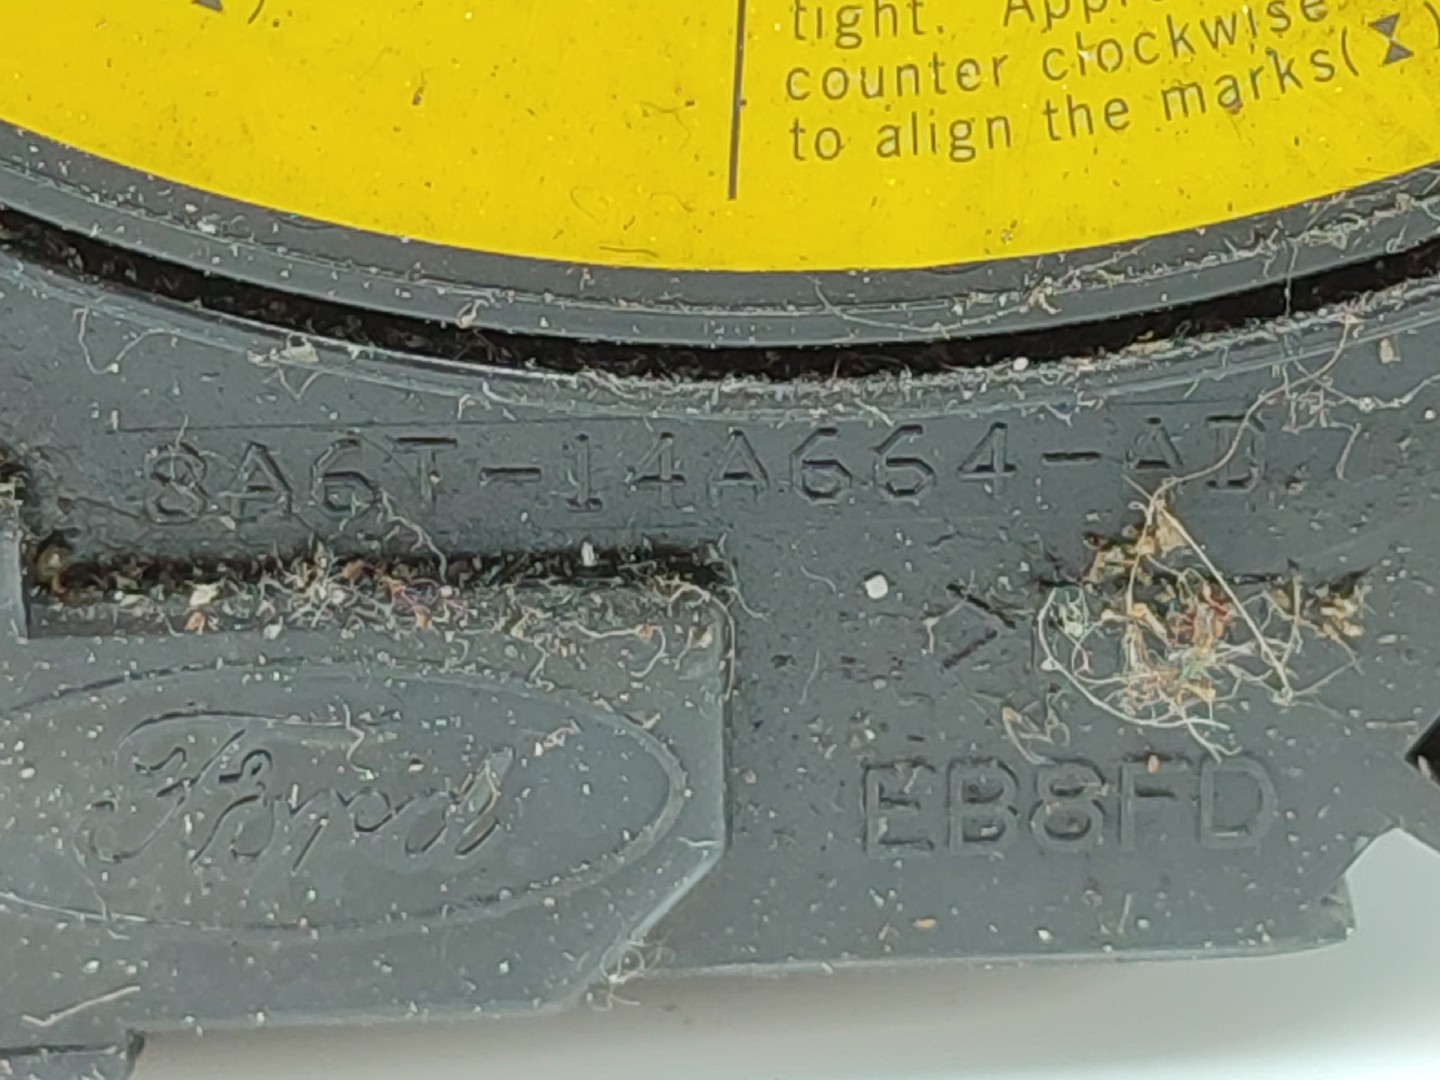 tight.
counter clockwise
to align the marks( )
8A6T-14A664-AD
Ford
EB8FD